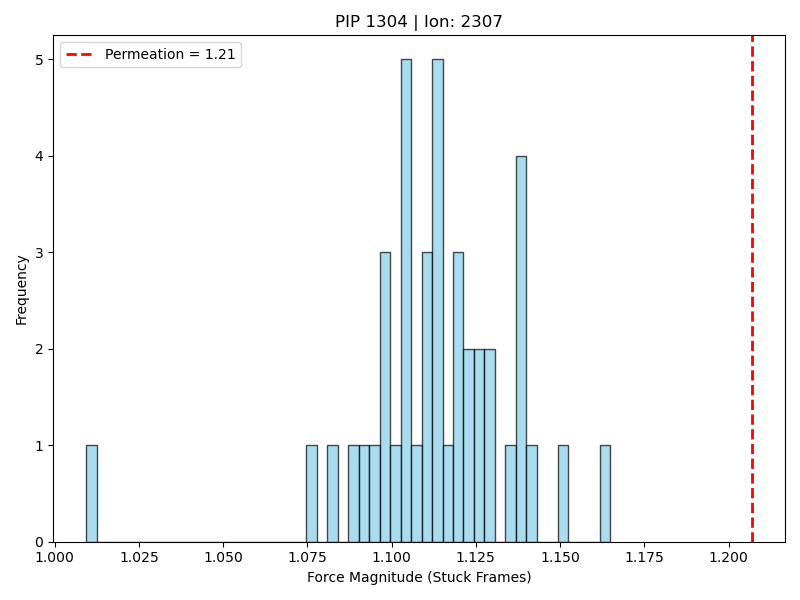 PIP 1304 | Ion: 2307
Permeation = 1.21
5
4
3
2
1
0
Frequency
1.000 1.025 1.050 1.075 1.100 1.125 1.150 1.175 1.200
Force Magnitude (Stuck Frames)